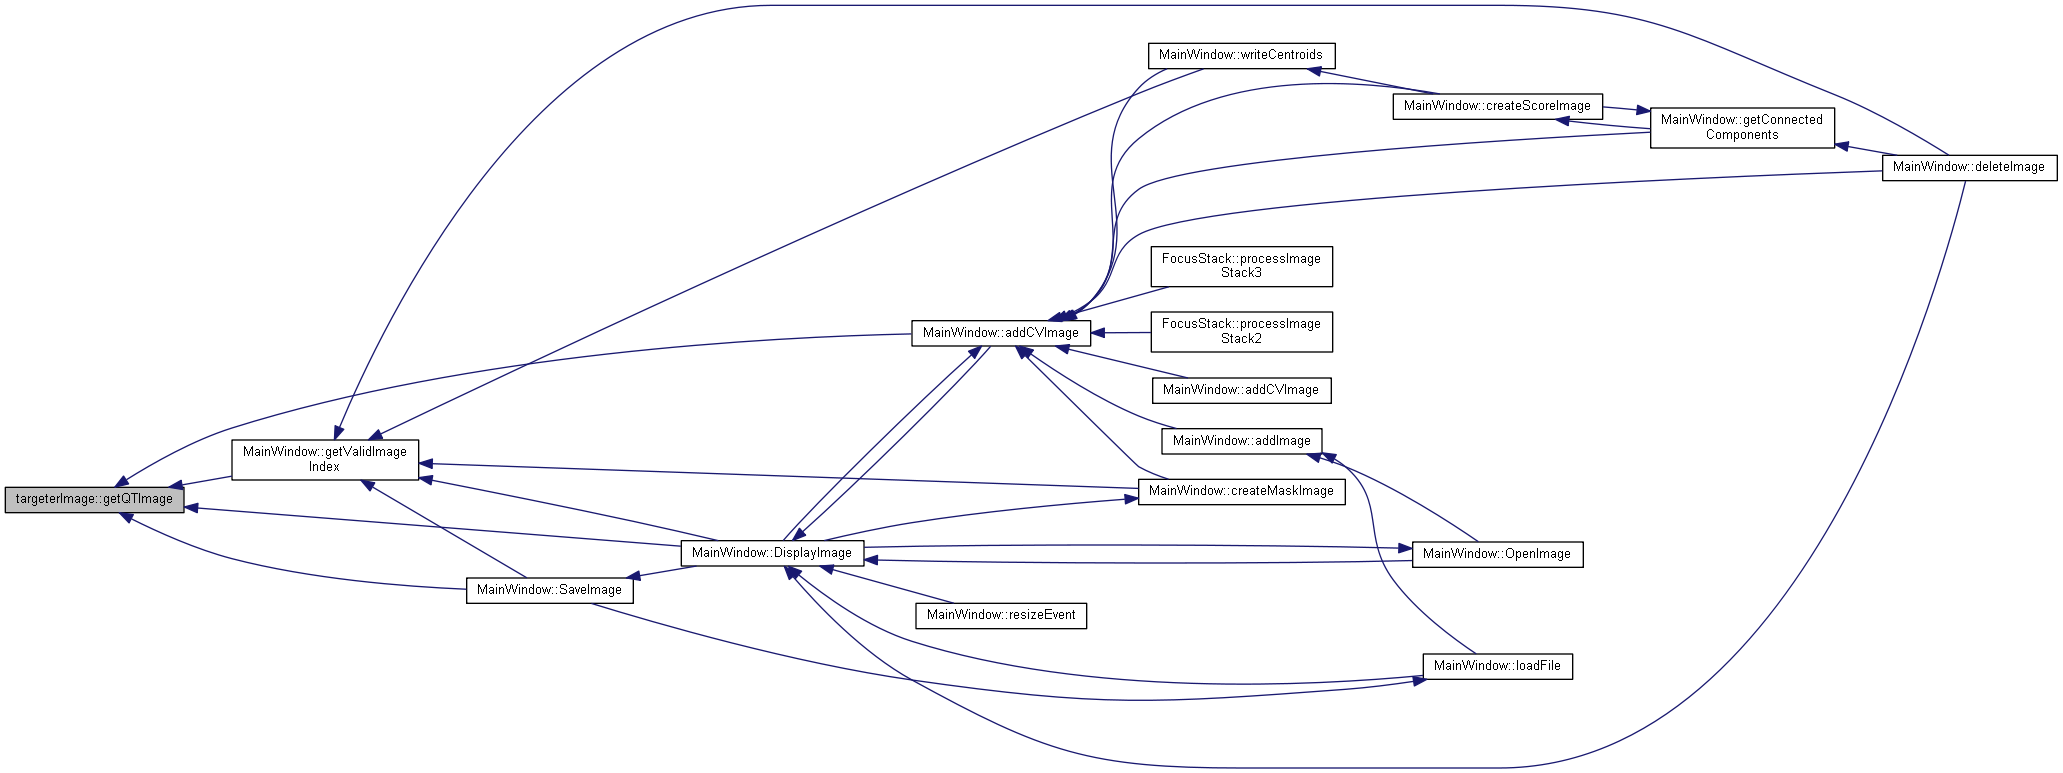 MainWindow::writeCentroids
MainWindow::createScoreImage
MainWindow::getConnected
Components
MainWindow::deleteImage
FocusStack::processImage
Stack3
MainWindow::addCVImage
FocusStack::processImage
Stack2
MainWindow::addCVImage
MainWindow::addImage
MainWindow::getValidImage
Index
targeterImage::getQTImage
MainWindow::createMaskImage
MainWindow::DisplayImage
MainWindow::OpenImage
MainWindow::SaveImage
MainWindow::resizeEvent
MainWindow::loadFile